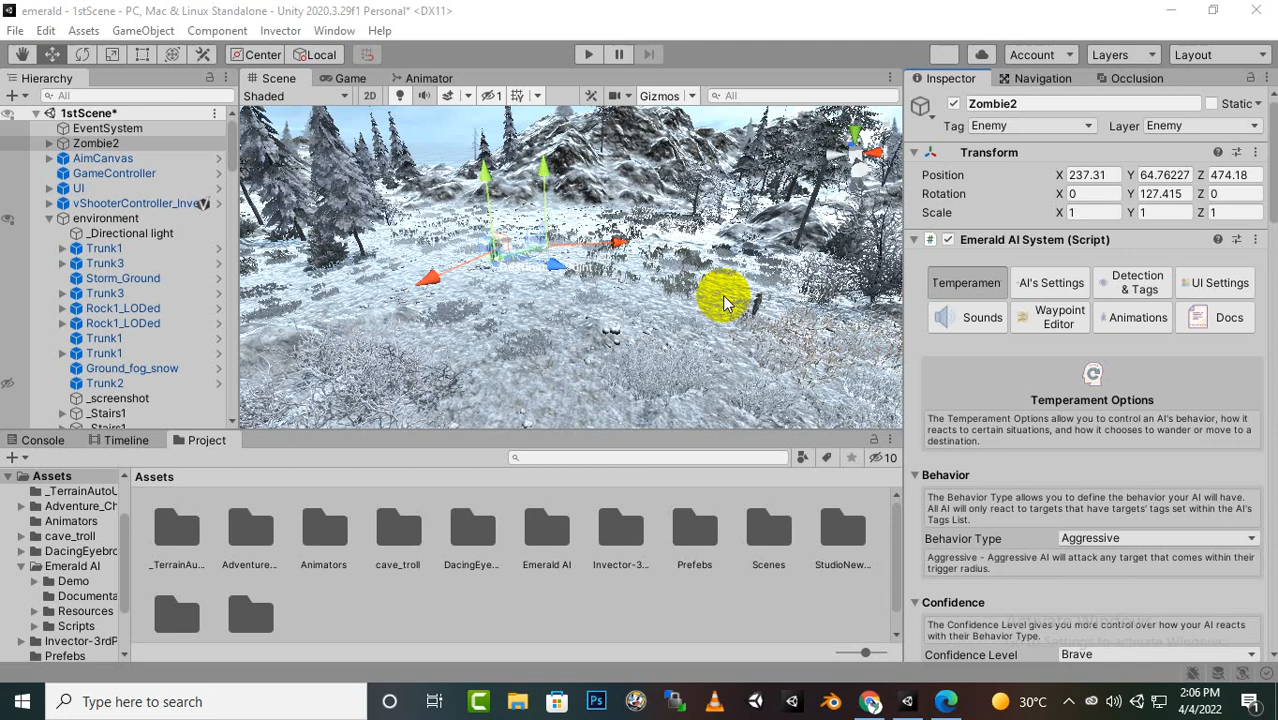 emerald - 1stScene - PC, Mac & Linux Standalone - Unity 2020.3.29f1 Personal* <DX11>
File Edit Assets GameObject Component Invector Window Help
Center Local Account Layers Layout
Hierarchy
All
1stScene*
EventSystem
Zombie2
AimCanvas
GameController
UI
vShooterController_Inve
environment
_Directional light
Trunk1
Trunk3
Storm_Ground
Trunk3
Rock1_LODed
Rock1_LODed
Trunk1
Trunk1
Ground_fog_snow
Trunk2
_screenshot
_Stairs1
_Stairs1
Scene Game Animator
Shaded 2D 1 Gizmos All
Inspector Navigation Occlusion
Zombie2 Static
Tag Enemy Layer Enemy
Transform
Position X 237.31 Y 64.76227 Z 474.18
Rotation X 0 Y 127.415 Z 0
Scale X 1 Y 1 Z 1
Emerald AI System (Script)
Temperamen AI's Settings Detection & Tags UI Settings
Sounds Waypoint Editor Animations Docs
Temperament Options
The Temperament Options allow you to control an AI's behavior, how it
reacts to certain situations, and how it chooses to wander or move to a
destination.
Behavior
The Behavior Type allows you to define the behavior your AI will have.
All AI will only react to targets that have targets' tags set within the AI's
Tags List.
Behavior Type Aggressive
Aggressive - Aggressive AI will attack any target that comes within their
trigger radius.
Confidence
The Confidence Level gives you more control over how your AI reacts
with their Behavior Type.
Confidence Level Brave
Console Timeline Project
10
Assets
_TerrainAutoU
Adventure_Ch
Animators
cave_troll
DacingEyebro
Emerald AI
Demo
Documenta
Resources
Scripts
Invector-3rdP
Prefebs
Assets
_TerrainAu... Adventure... Animators cave_troll DacingEye... Emerald AI Invector-3... Prefebs Scenes StudioNew...
Type here to search
30°C
2:06 PM
4/4/2022
1